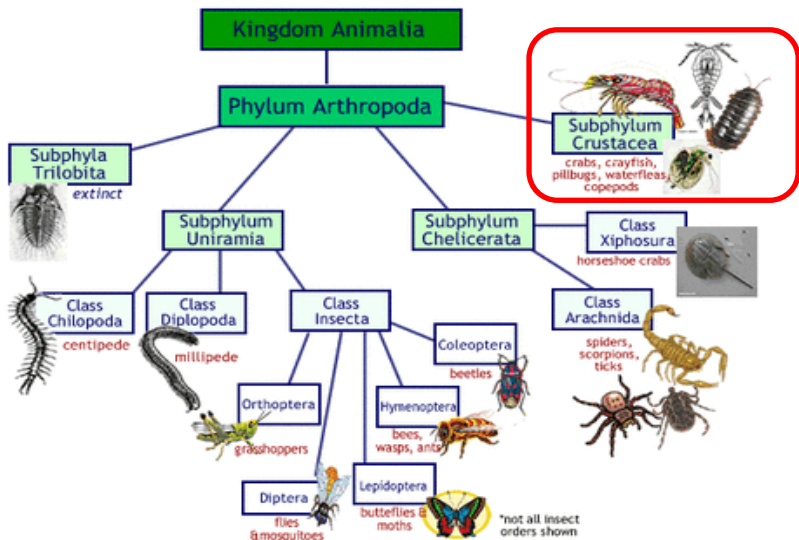 Kingdom Animalia
Phylum Arthropoda
Subphylum
Crustacea
crabs, crayfish,
pillbugs, waterfleas,
copepods
Subphyla
Trilobita
extinct
Subphylum
Uniramia
Subphylum
Chelicerata
Class
Xiphosura
horseshoe crabs
Class
Chilopoda
centipede
Class
Diplopoda
millipede
Class
Insecta
Class
Arachnida
spiders,
scorpions,
ticks
Coleoptera
beetles
Orthoptera
grasshoppers
Hymenoptera
bees,
wasps, ants
Diptera
flies
&mosquitoes
Lepidoptera
butteflies &
moths
*not all insect
orders shown